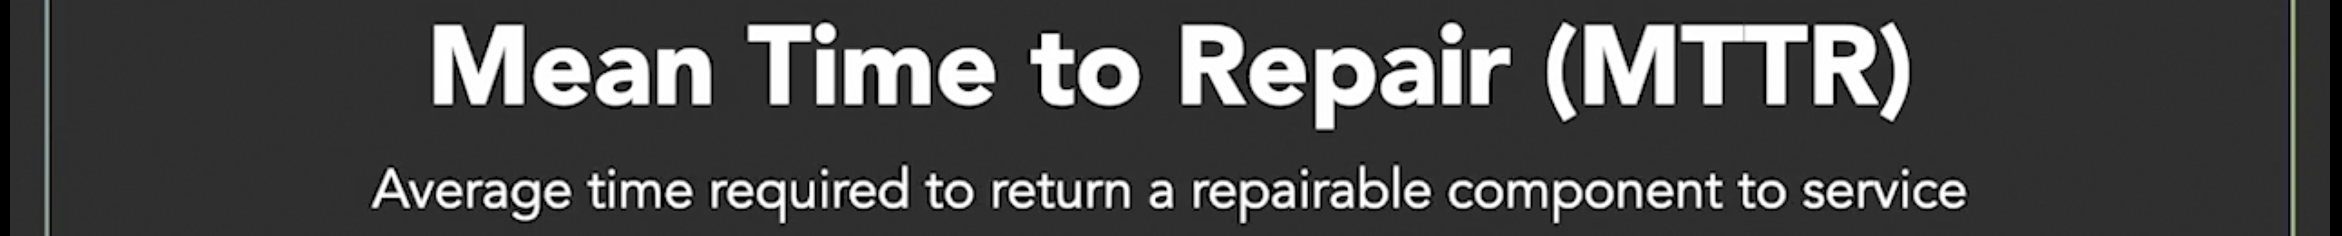 Mean Time to Repair (MTTR)
Average time required to return a repairable component to service